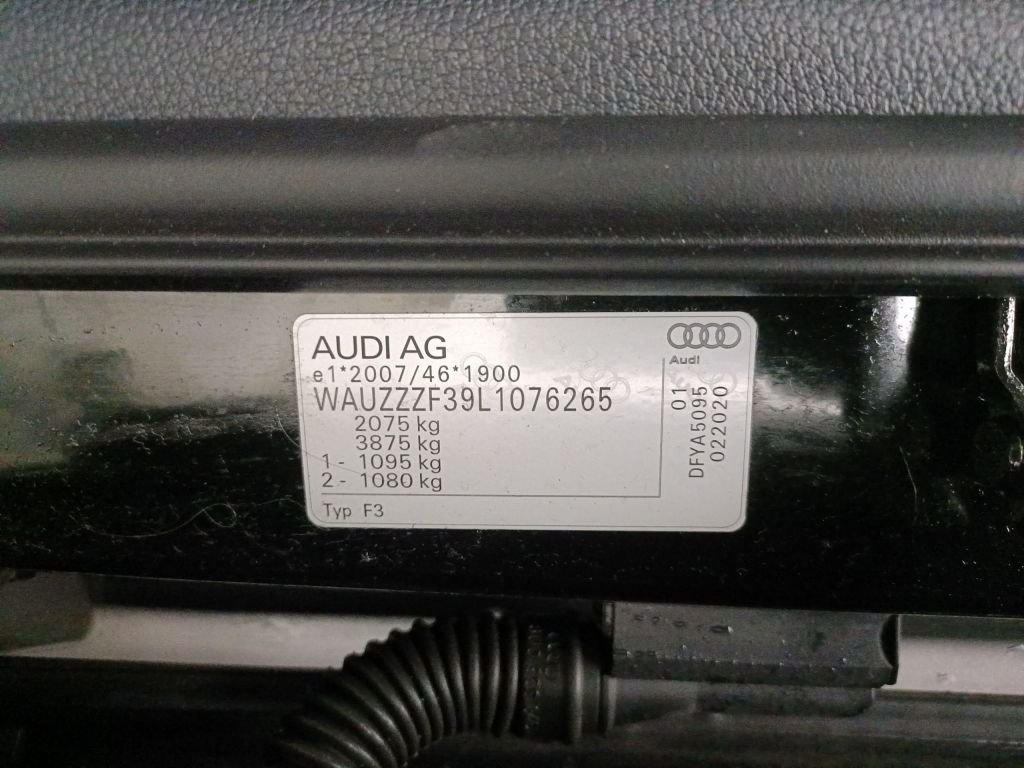 AUDI AG
e1*2007/46*1900
WAUZZZF39L1076265
2075 kg
3875 kg
1 - 1095 kg
2 - 1080 kg
Typ F3
Audi
01
DFYA5095
022020